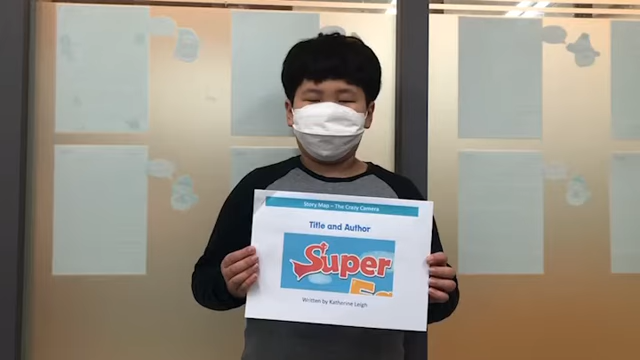 Story Map – The Crazy Camera
Title and Author
Super
Written by Katherine Leigh